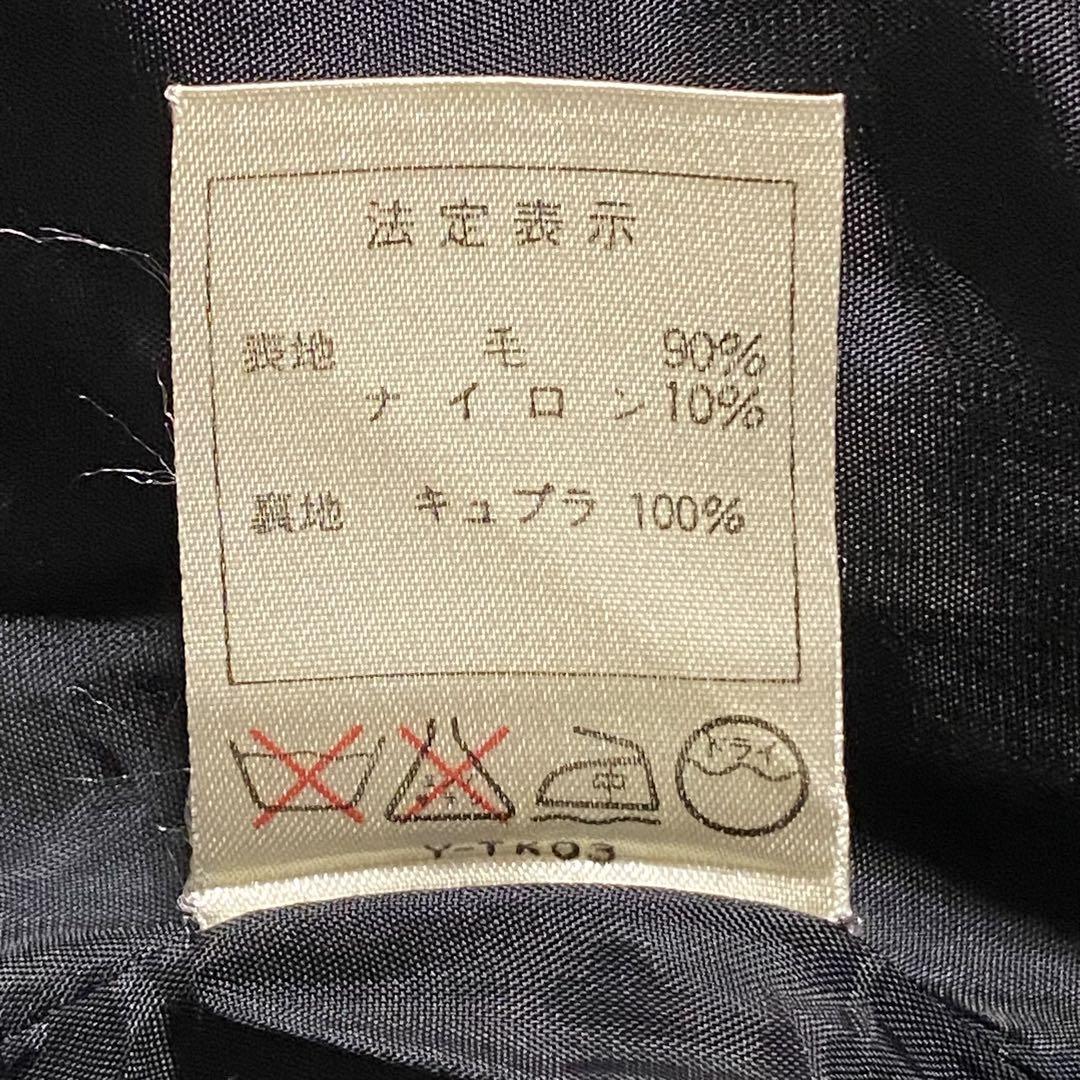 法定表示
表地 毛 90%
ナイロン 10%
裏地 キュプラ 100%
中 ドライ
Y-TK03